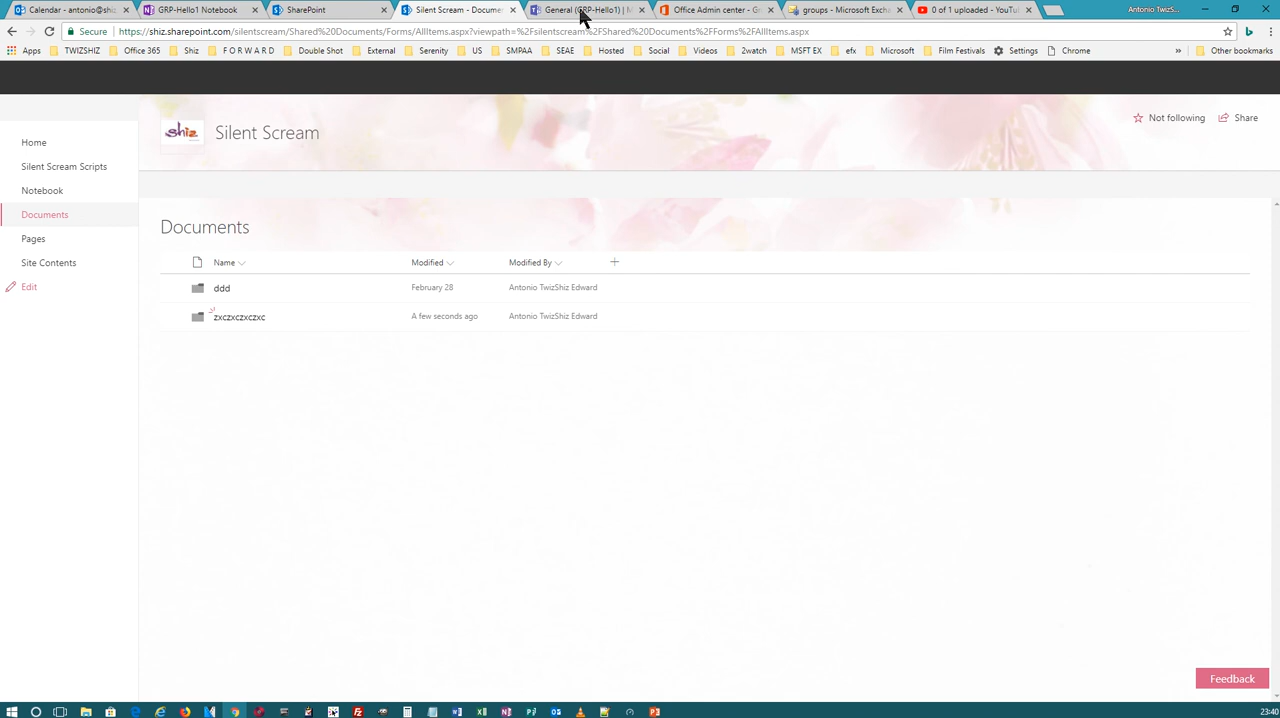 Calendar - antonio@shiz.
GRP-Hello1 Notebook
SharePoint
Silent Scream - Docume
General (GRP-Hello1) | M
Office Admin center - Gr
groups - Microsoft Excha
0 of 1 uploaded - YouTu
Antonio TwizS...
Secure
https://shiz.sharepoint.com/silentscream/Shared%20Documents/Forms/AllItems.aspx?viewpath=%2Fsilentscream%2FShared%20Documents%2FForms%2FAllItems.aspx
Apps
TWIZSHIZ
Office 365
Shiz
F O R W A R D
Double Shot
External
Serenity
US
SMPAA
SEAE
Hosted
Social
Videos
2watch
MSFT EX
efx
Microsoft
Film Festivals
Settings
Chrome
»
Other bookmarks
shiz
Silent Scream
Not following
Share
Home
Silent Scream Scripts
Notebook
Documents
Pages
Site Contents
Edit
Documents
Name
Modified
Modified By
ddd
February 28
Antonio TwizShiz Edward
zxczxczxczxc
A few seconds ago
Antonio TwizShiz Edward
Feedback
23:40